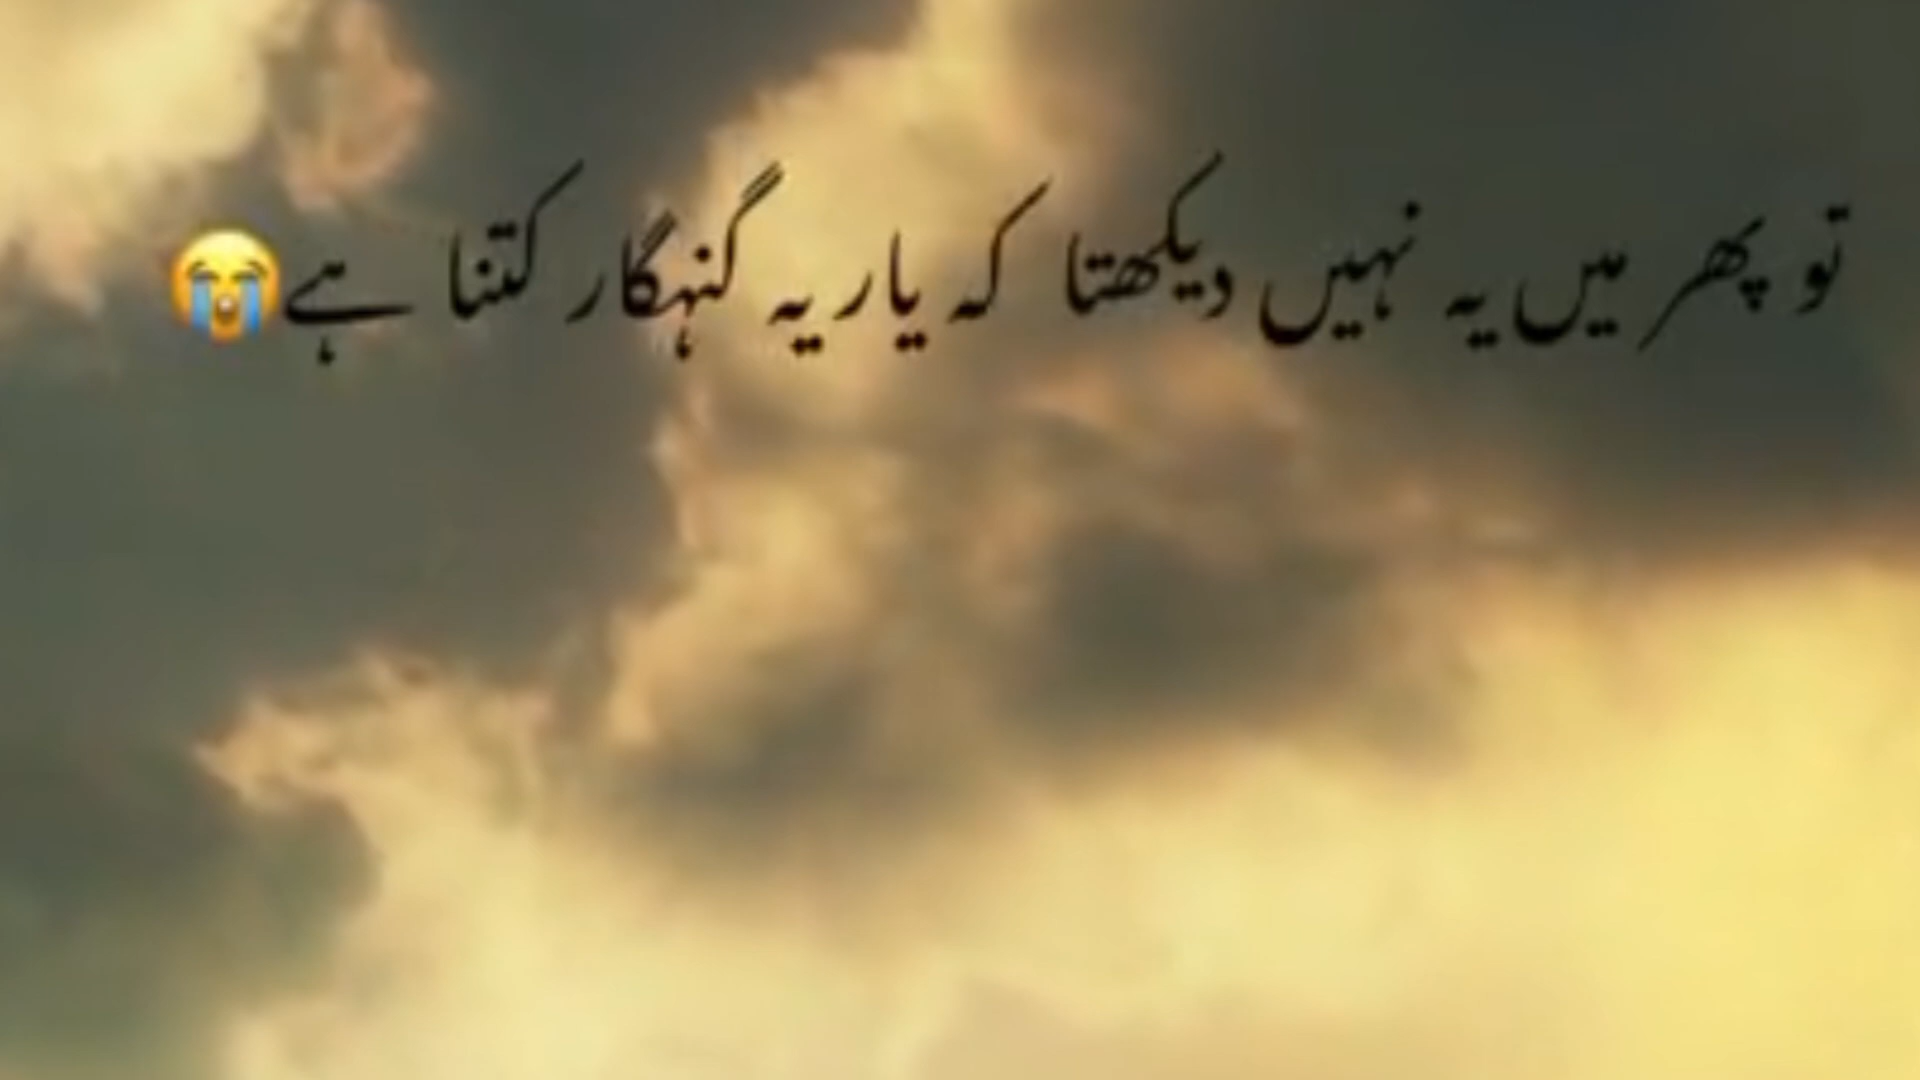 تو پھر میں یہ نہیں دیکھتا کہ یار یہ گنہگار کتنا ہے😭